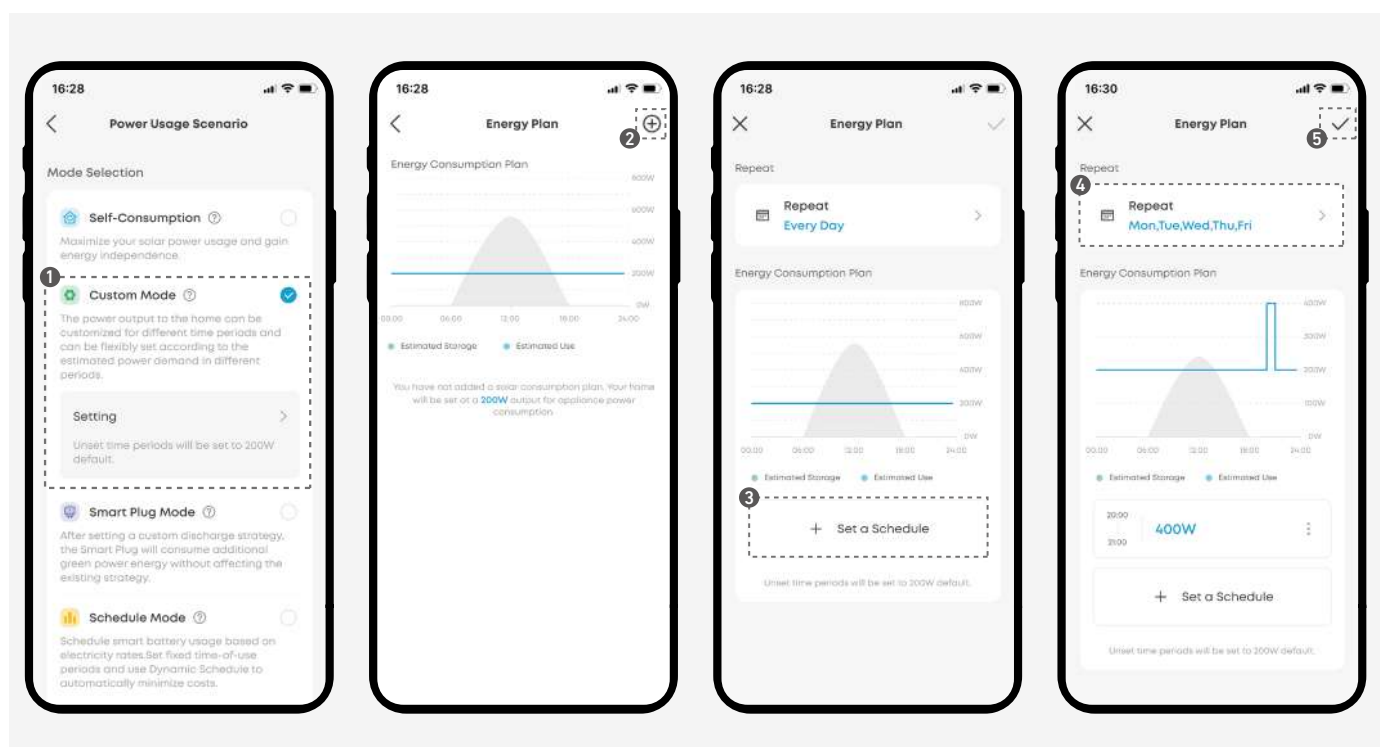 16:28
Power Usage Scenario
Mode Selection
Self-Consumption ?
Maximize your solar power usage and gain
energy independence.
1
Custom Mode ?
The power output to the home can be
customized for different time periods and
can be flexibly set according to the
estimated power demand in different
periods.
Setting
Unset time periods will be set to 200W
default.
Smart Plug Mode ?
After setting a custom discharge strategy,
the Smart Plug will consume additional
green power energy without affecting the
existing strategy.
Schedule Mode ?
Schedule smart battery usage based on
electricity rates.Set fixed time-of-use
periods and use Dynamic Schedule to
automatically minimize costs.
16:28
Energy Plan
2
Energy Consumption Plan
800W
600W
400W
200W
0W
00:00 06:00 12:00 18:00 24:00
Estimated Storage Estimated Use
You have not added a solar consumption plan. Your home
will be set at a 200W output for appliance power
consumption
16:28
Energy Plan
Repeat
Repeat
Every Day
Energy Consumption Plan
800W
600W
400W
200W
0W
00:00 06:00 12:00 18:00 24:00
Estimated Storage Estimated Use
3
+ Set a Schedule
Unset time periods will be set to 200W default.
16:30
Energy Plan
5
Repeat
4
Repeat
Mon,Tue,Wed,Thu,Fri
Energy Consumption Plan
400W
300W
200W
100W
0W
00:00 06:00 12:00 18:00 24:00
Estimated Storage Estimated Use
20:00
400W
21:00
+ Set a Schedule
Unset time periods will be set to 200W default.